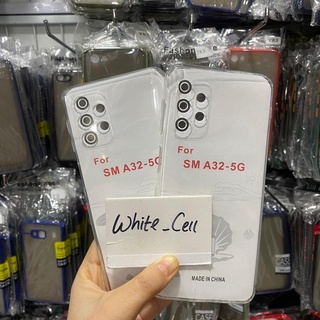 For
SM A32-5G
For
SM A32-5G
White_Cell
MADE IN CHINA